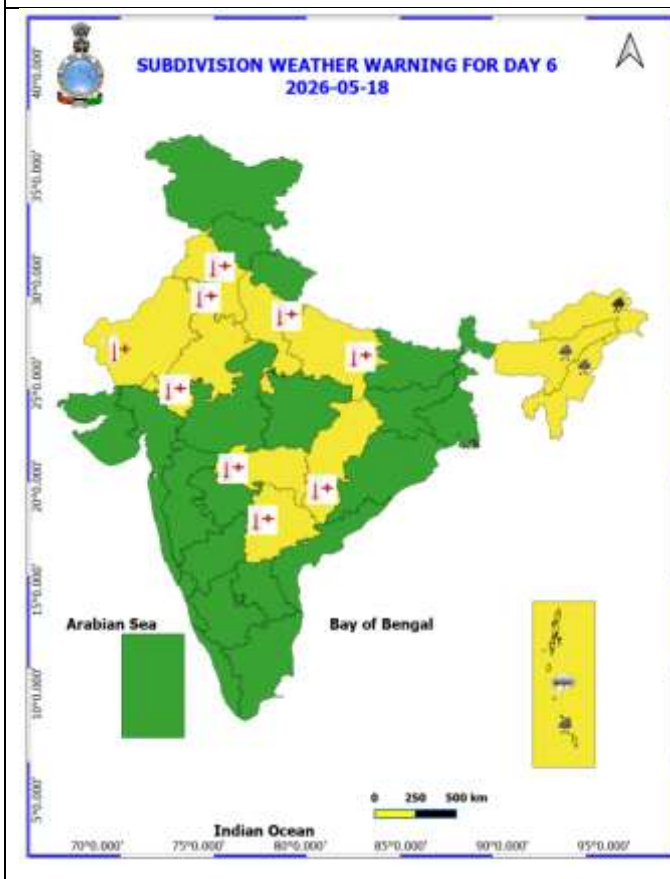 SUBDIVISION WEATHER WARNING FOR DAY 6
2026-05-18
40°0.000'
35°0.000'
30°0.000'
25°0.000'
20°0.000'
15°0.000'
10°0.000'
5°0.000'
Arabian Sea
Bay of Bengal
0 250 500 km
Indian Ocean
70°0.000' 75°0.000' 80°0.000' 85°0.000' 90°0.000' 95°0.000'